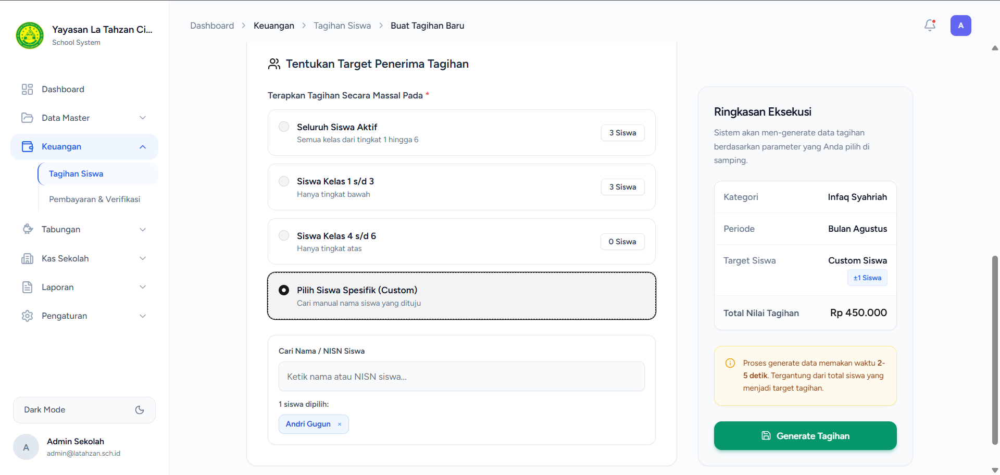 Yayasan La Tahzan Ci...
School System
Dashboard
Data Master
Keuangan
Tagihan Siswa
Pembayaran & Verifikasi
Tabungan
Kas Sekolah
Laporan
Pengaturan
Dark Mode
A
Admin Sekolah
admin@latahzan.sch.id
Dashboard > Keuangan > Tagihan Siswa > Buat Tagihan Baru
A
Tentukan Target Penerima Tagihan
Terapkan Tagihan Secara Massal Pada *
Seluruh Siswa Aktif
Semua kelas dari tingkat 1 hingga 6
3 Siswa
Siswa Kelas 1 s/d 3
Hanya tingkat bawah
3 Siswa
Siswa Kelas 4 s/d 6
Hanya tingkat atas
0 Siswa
Pilih Siswa Spesifik (Custom)
Cari manual nama siswa yang dituju
Cari Nama / NISN Siswa
Ketik nama atau NISN siswa...
1 siswa dipilih:
Andri Gugun ×
Ringkasan Eksekusi
Sistem akan men-generate data tagihan
berdasarkan parameter yang Anda pilih di
samping.
Kategori Infaq Syahriah
Periode Bulan Agustus
Target Siswa Custom Siswa
±1 Siswa
Total Nilai Tagihan Rp 450.000
Proses generate data memakan waktu 2-
5 detik. Tergantung dari total siswa yang
menjadi target tagihan.
Generate Tagihan